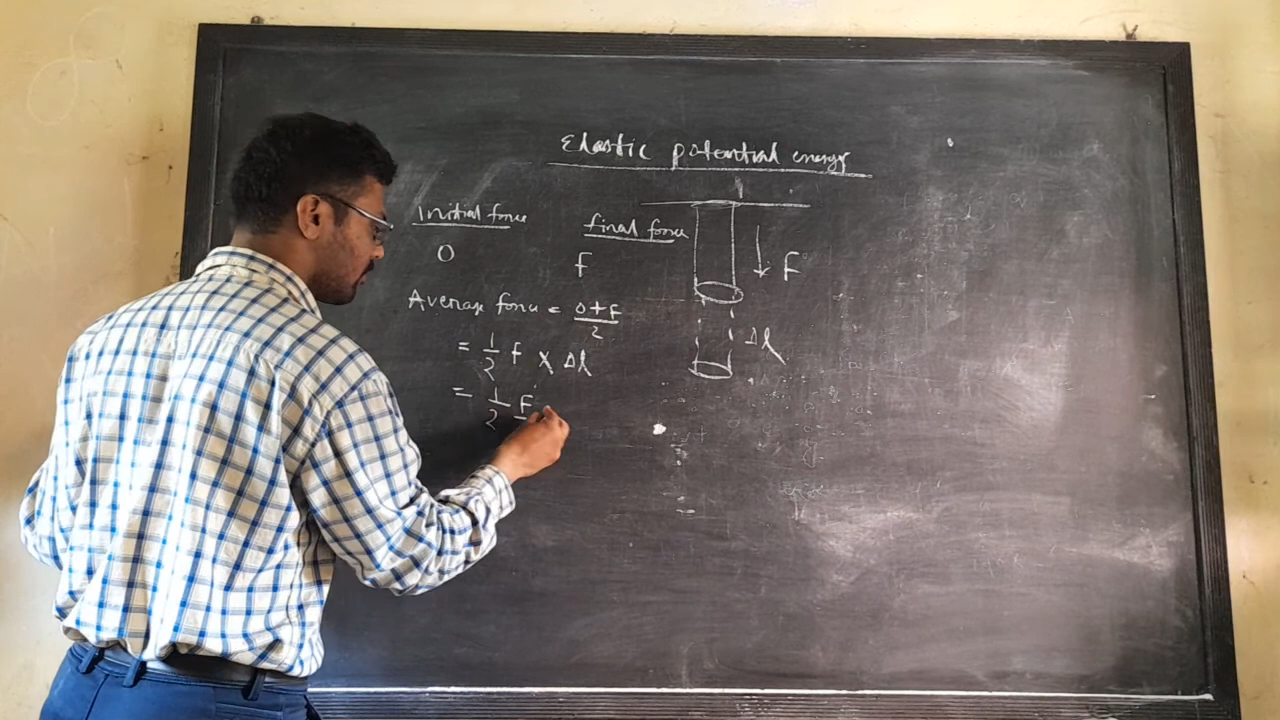 Elastic potential energy
Initial force
final force
0
F
F
Average force = 0+F/2
= 1/2 F × Δl
Δl
= 1/2 F